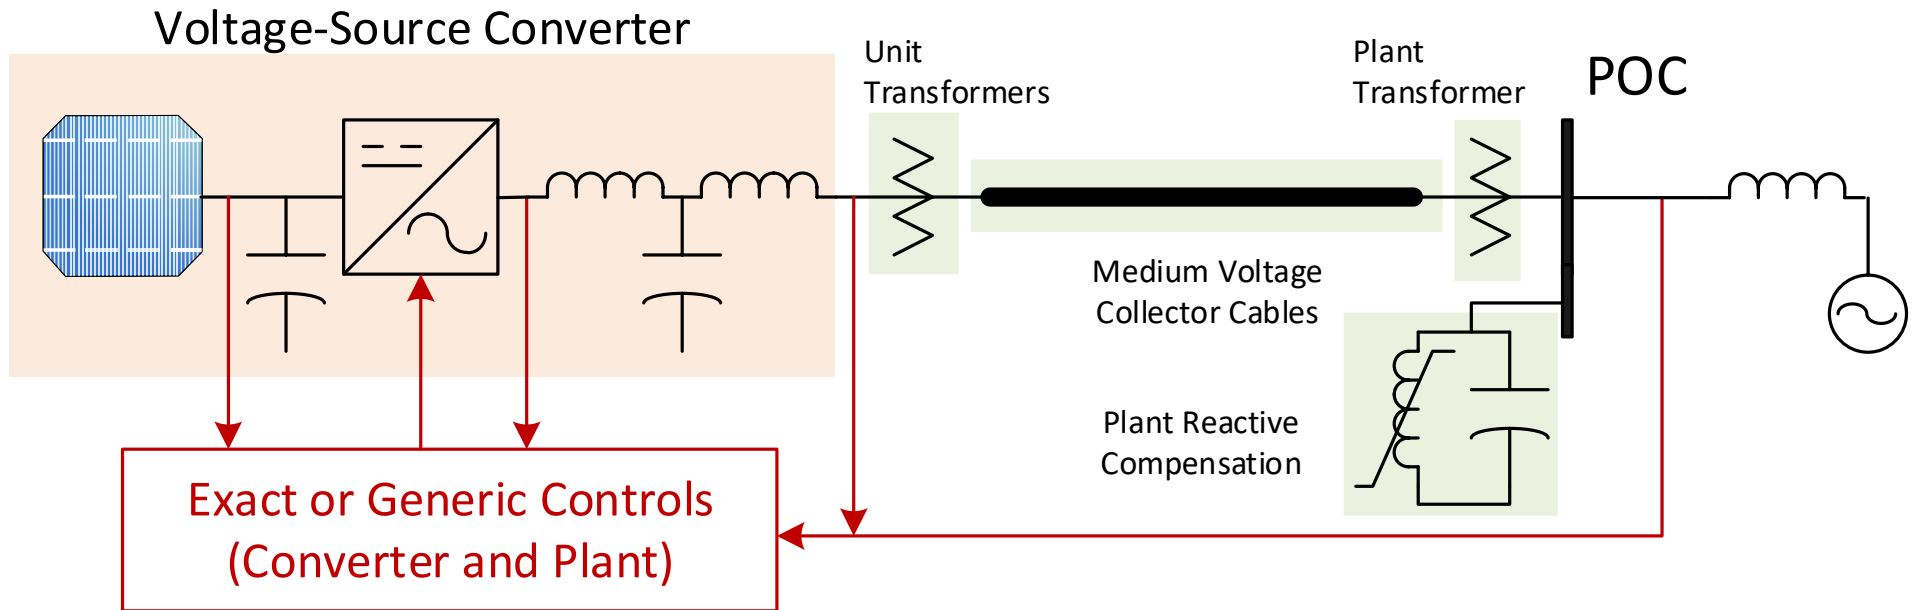 Voltage-Source Converter
Unit
Transformers
Plant
Transformer
POC
Medium Voltage
Collector Cables
Plant Reactive
Compensation
Exact or Generic Controls
(Converter and Plant)